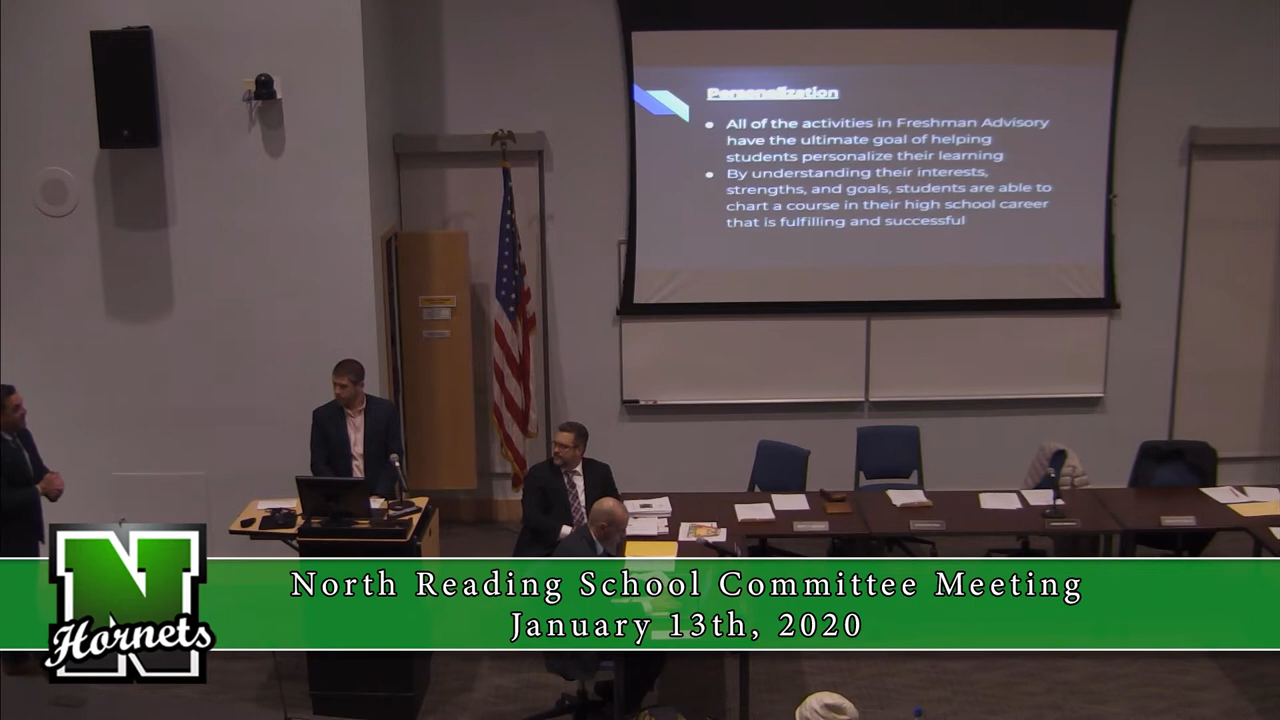 Personalization
● All of the activities in Freshman Advisory
have the ultimate goal of helping
students personalize their learning
● By understanding their interests,
strengths, and goals, students are able to
chart a course in their high school career
that is fulfilling and successful
N
Hornets
North Reading School Committee Meeting
January 13th, 2020